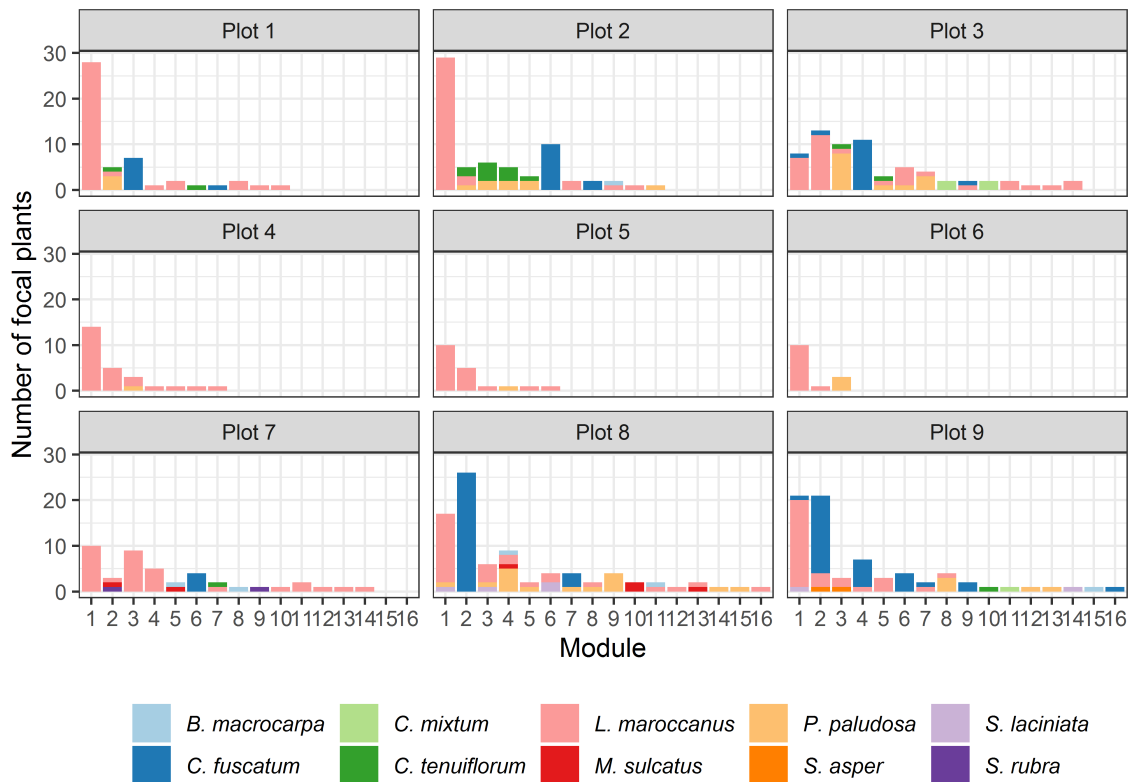 Plot 1 Plot 2 Plot 3
30
20
10
0
Plot 4 Plot 5 Plot 6
30
20
10
0
Plot 7 Plot 8 Plot 9
30
20
10
0
Number of focal plants
1 2 3 4 5 6 7 8 9 10 11 12 13 14 15 16 1 2 3 4 5 6 7 8 9 10 11 12 13 14 15 16 1 2 3 4 5 6 7 8 9 10 11 12 13 14 15 16
Module
B. macrocarpa C. mixtum L. maroccanus P. paludosa S. laciniata
C. fuscatum C. tenuiflorum M. sulcatus S. asper S. rubra